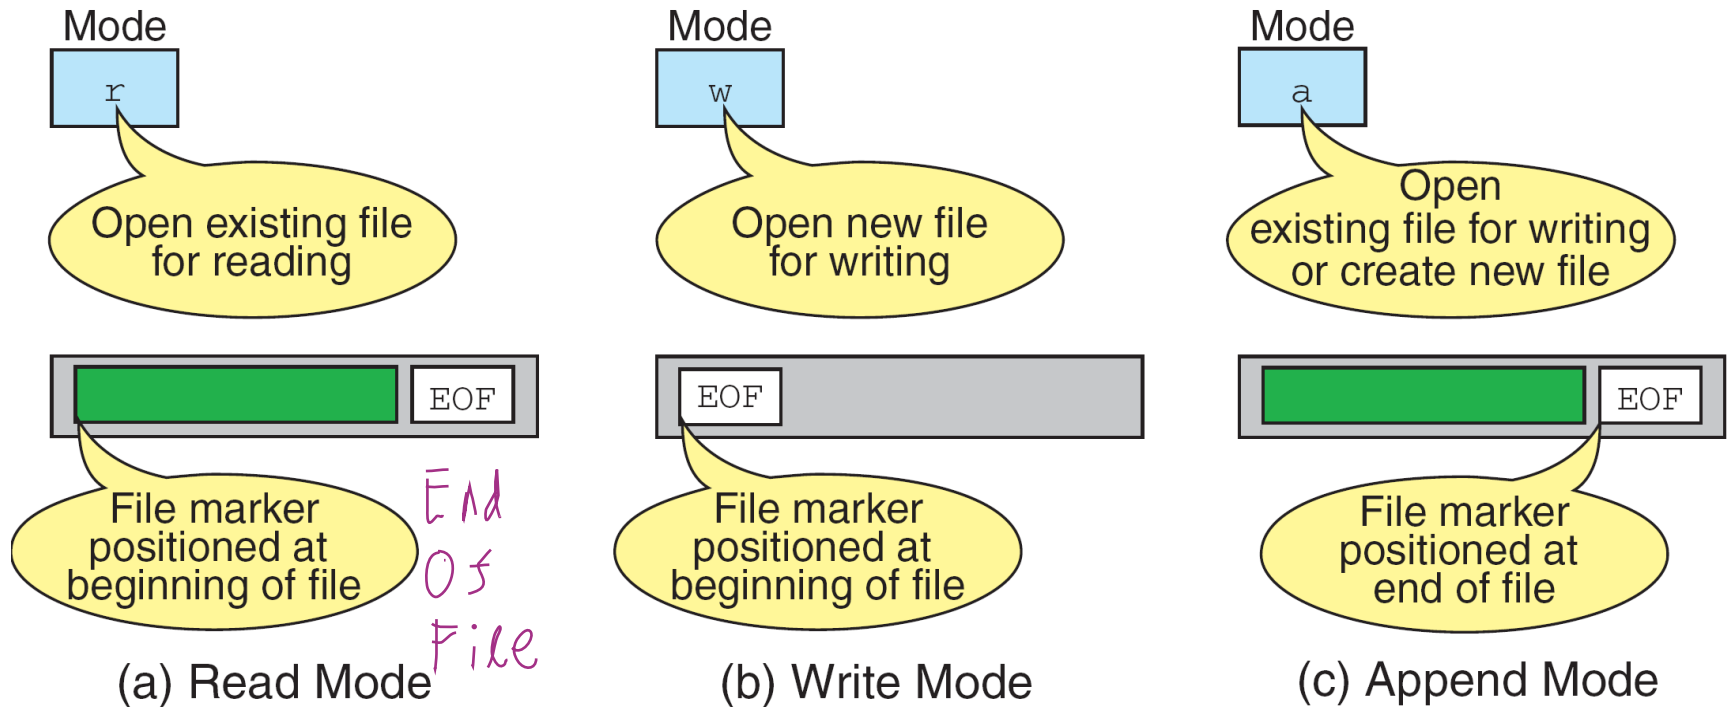 Mode
r
Open existing file
for reading
EOF
File marker
positioned at
beginning of file
End
Of
File
(a) Read Mode
Mode
w
Open new file
for writing
EOF
File marker
positioned at
beginning of file
(b) Write Mode
Mode
a
Open
existing file for writing
or create new file
EOF
File marker
positioned at
end of file
(c) Append Mode